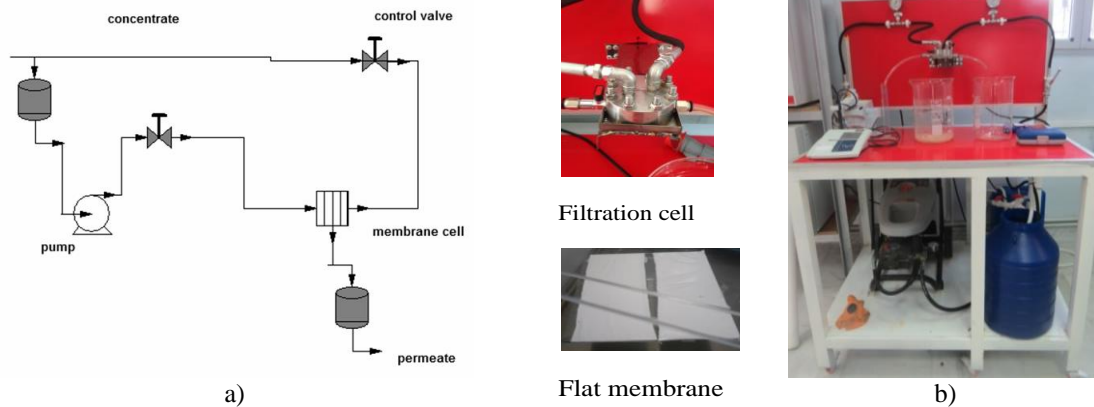 concentrate
control valve
pump
membrane cell
permeate
a)
Filtration cell
Flat membrane
b)